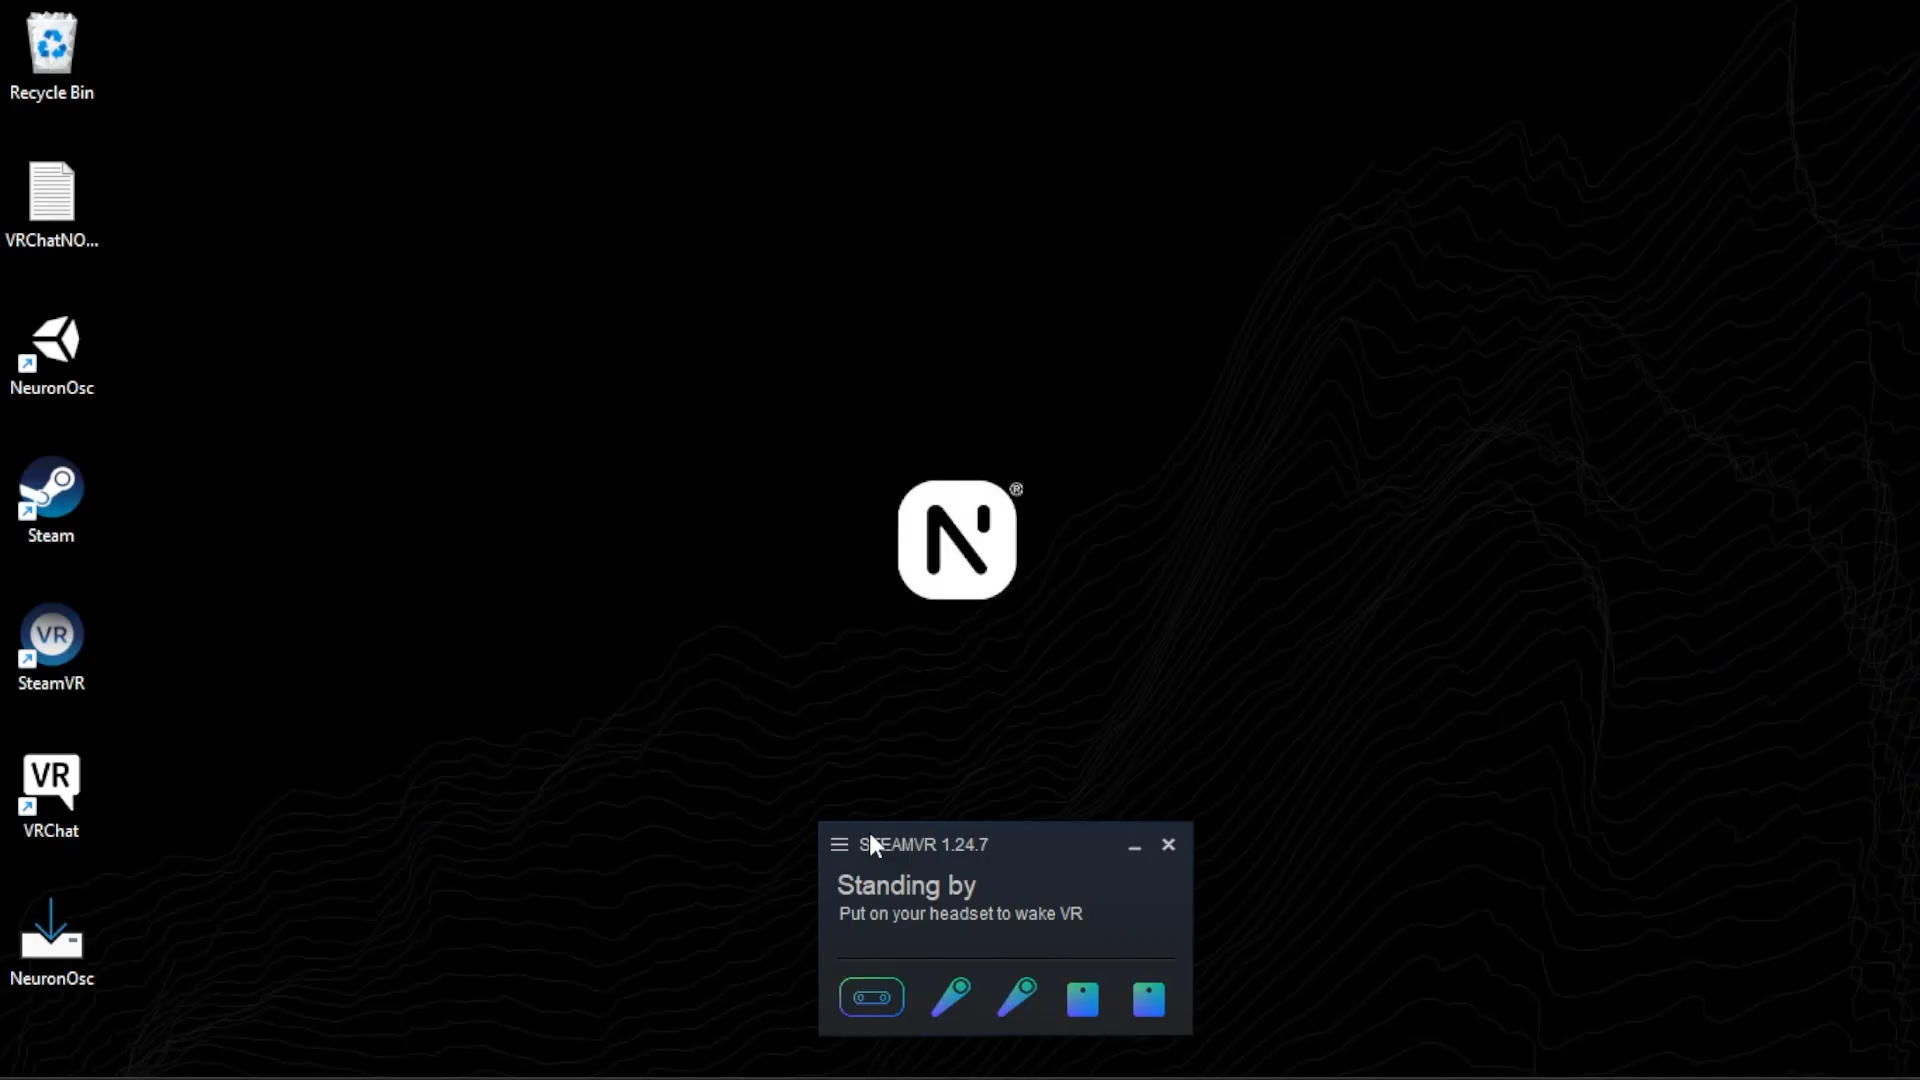 Recycle Bin
VRChatNO...
NeuronOsc
Steam
VR
SteamVR
VR
VRChat
NeuronOsc
N
®
STEAMVR 1.24.7
Standing by
Put on your headset to wake VR